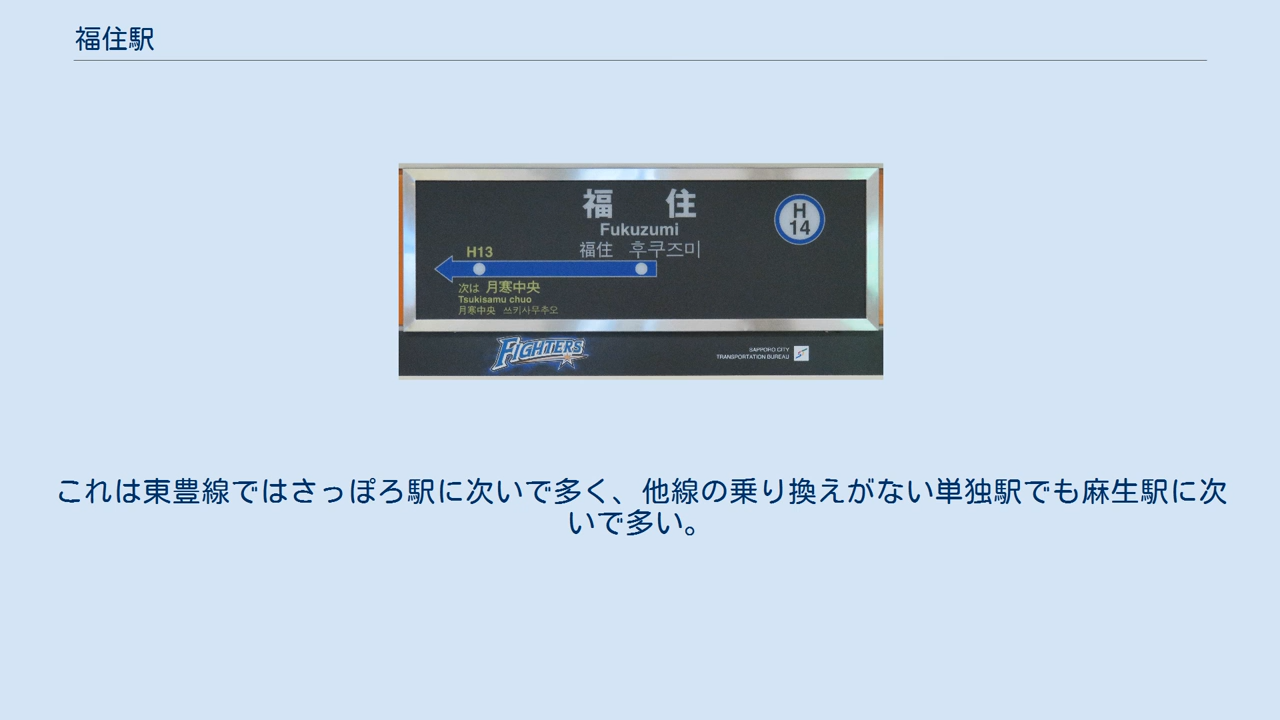 福住駅
福住
Fukuzumi
福住 후쿠즈미
H
14
H13
次は 月寒中央
Tsukisamu chuo
月寒中央 쓰키사무추오
FIGHTERS
SAPPORO CITY
TRANSPORTATION BUREAU
これは東豊線ではさっぽろ駅に次いで多く、他線の乗り換えがない単独駅でも麻生駅に次
いで多い。